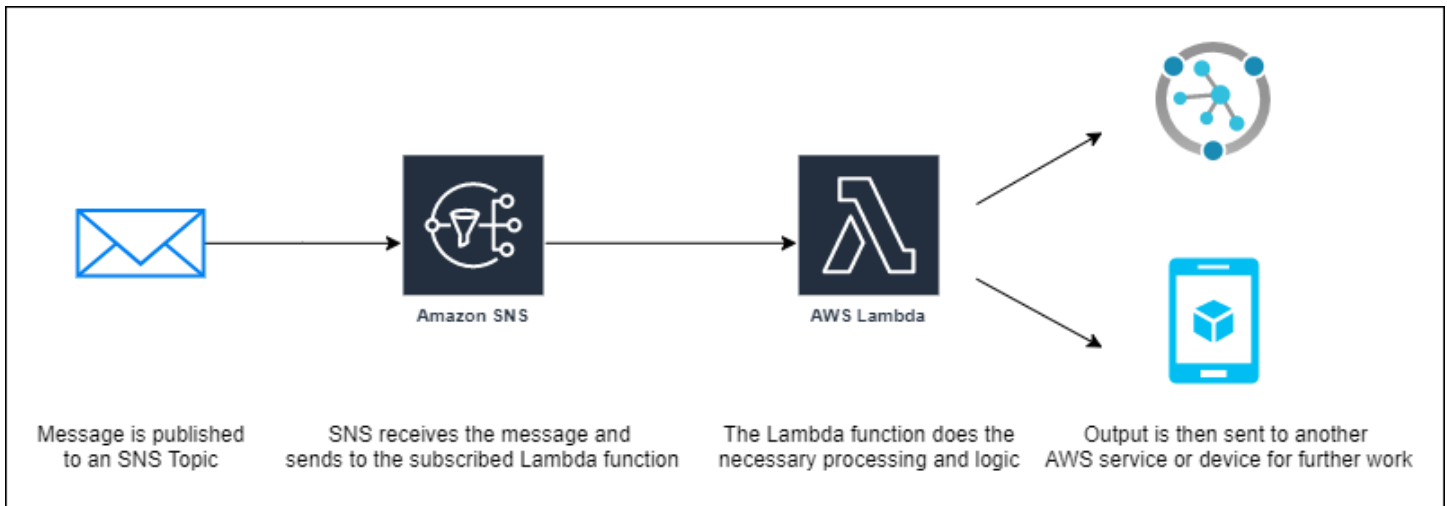 Amazon SNS
AWS Lambda
Message is published
to an SNS Topic
SNS receives the message and
sends to the subscribed Lambda function
The Lambda function does the
necessary processing and logic
Output is then sent to another
AWS service or device for further work